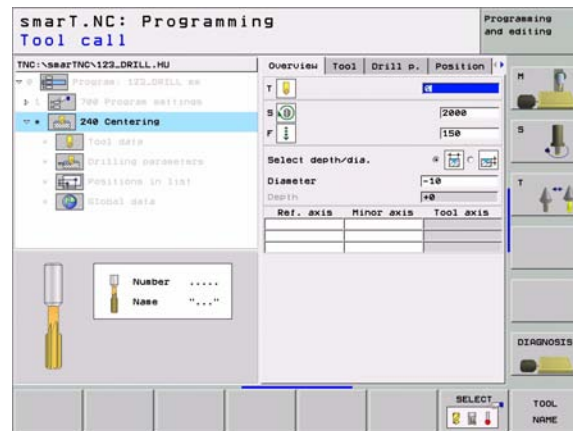 smarT.NC: Programming
Tool call
Programming
and editing
TNC:\smarTNC\123_DRILL.HU
0 Program: 123_DRILL mm
1 700 Program settings
240 Centering
Tool data
Drilling parameters
Positions in list
Global data
Overview Tool Drill p. Position
T
S 2000
F 150
Select depth/dia.
Diameter -10
Depth +0
Ref. axis Minor axis Tool axis
Number .....
Name "..."
M
S
T
DIAGNOSIS
SELECT
TOOL
NAME